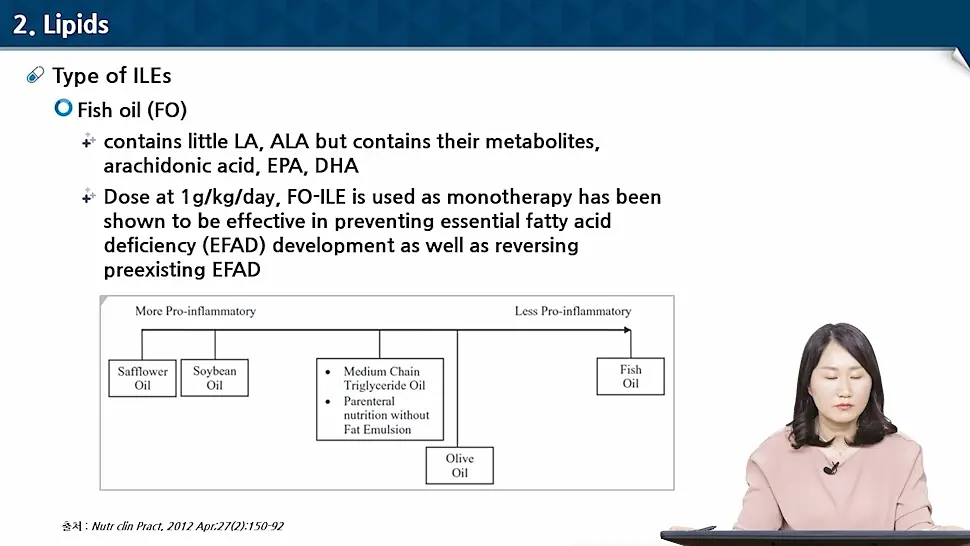 2. Lipids
Type of ILEs
Fish oil (FO)
contains little LA, ALA but contains their metabolites,
arachidonic acid, EPA, DHA
Dose at 1g/kg/day, FO-ILE is used as monotherapy has been
shown to be effective in preventing essential fatty acid
deficiency (EFAD) development as well as reversing
preexisting EFAD
More Pro-inflammatory
Less Pro-inflammatory
Safflower
Oil
Soybean
Oil
• Medium Chain
Triglyceride Oil
• Parenteral
nutrition without
Fat Emulsion
Olive
Oil
Fish
Oil
출처 : Nutr clin Pract, 2012 Apr;27(2):150-92